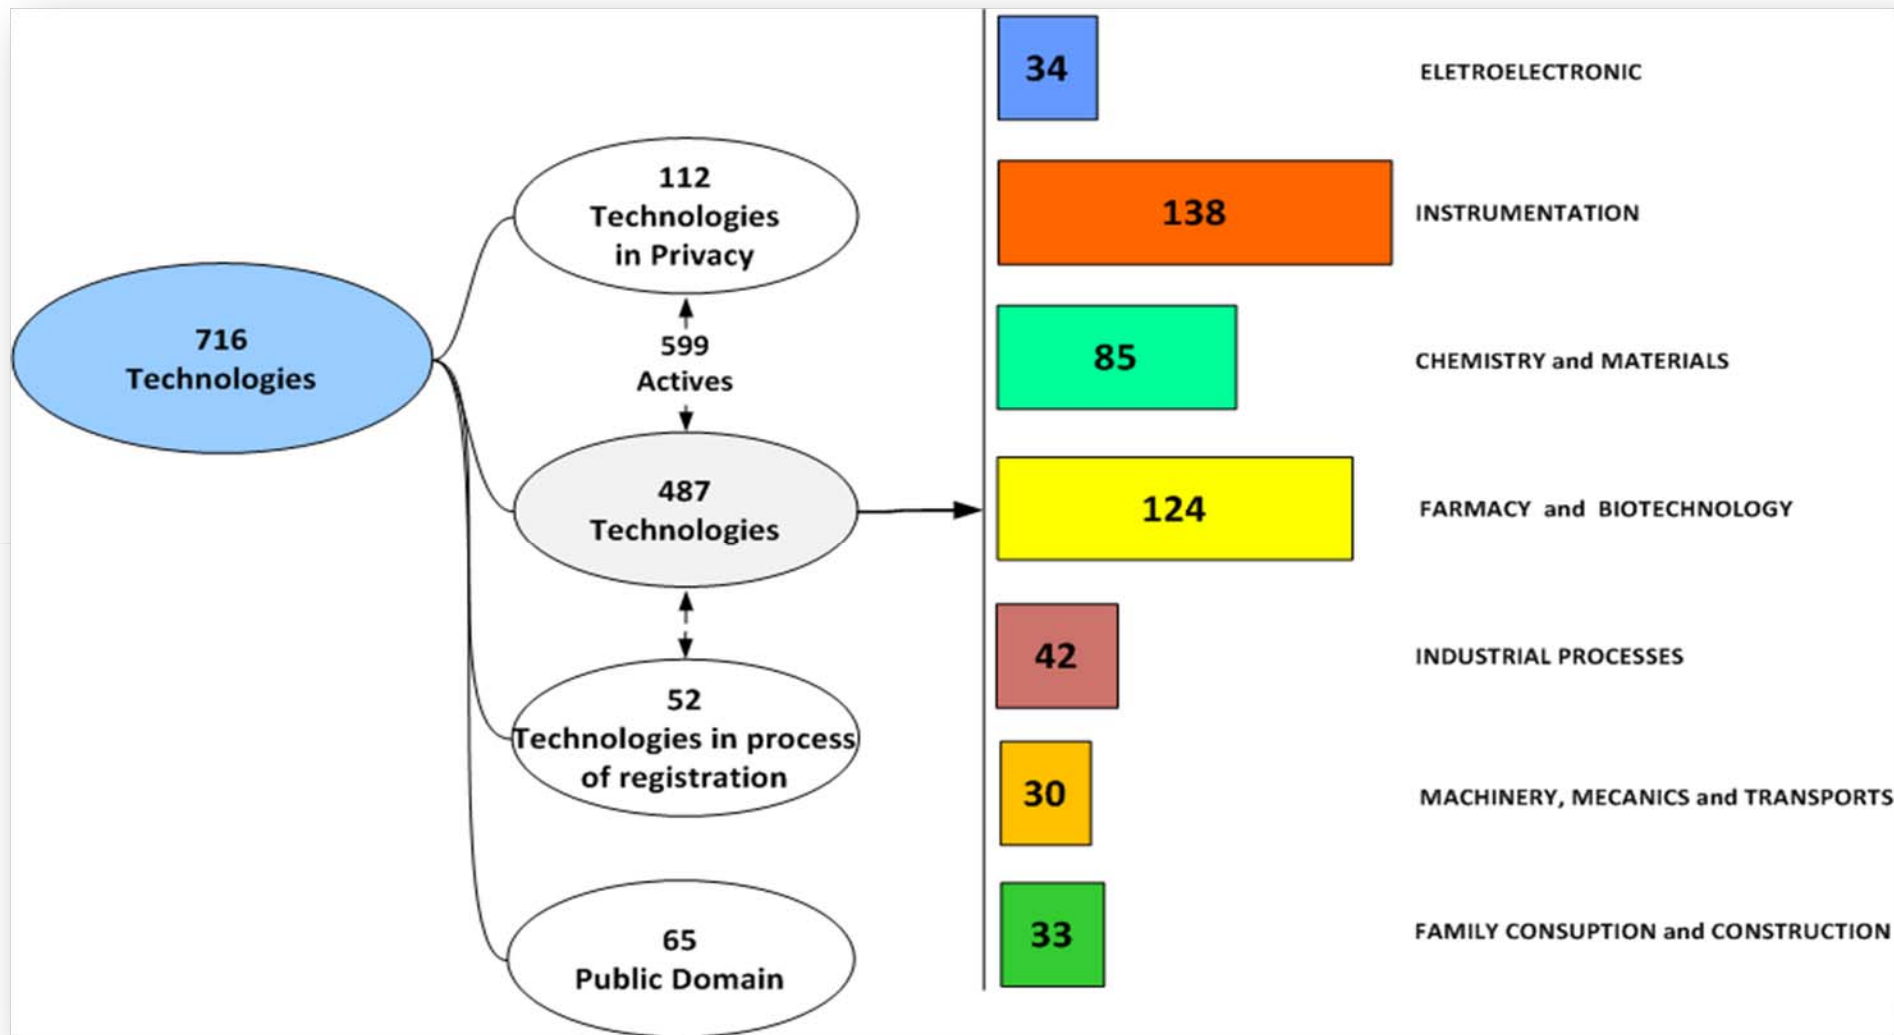 716
Technologies
112
Technologies
in Privacy
599
Actives
487
Technologies
52
Technologies in process
of registration
65
Public Domain
34
ELETROELECTRONIC
138
INSTRUMENTATION
85
CHEMISTRY and MATERIALS
124
FARMACY and BIOTECHNOLOGY
42
INDUSTRIAL PROCESSES
30
MACHINERY, MECANICS and TRANSPORTS
33
FAMILY CONSUPTION and CONSTRUCTION